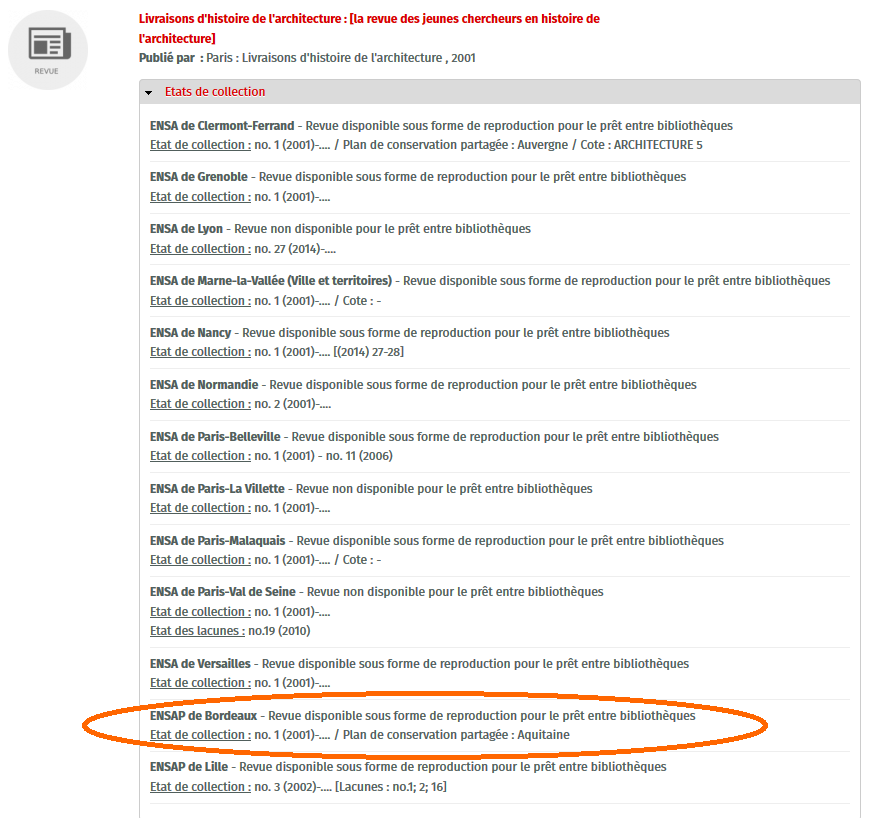 REVUE
Livraisons d'histoire de l'architecture : [la revue des jeunes chercheurs en histoire de
l'architecture]
Publié par : Paris : Livraisons d'histoire de l'architecture , 2001
Etats de collection
ENSA de Clermont-Ferrand - Revue disponible sous forme de reproduction pour le prêt entre bibliothèques
Etat de collection : no. 1 (2001)-.... / Plan de conservation partagée : Auvergne / Cote : ARCHITECTURE 5
ENSA de Grenoble - Revue disponible sous forme de reproduction pour le prêt entre bibliothèques
Etat de collection : no. 1 (2001)-....
ENSA de Lyon - Revue non disponible pour le prêt entre bibliothèques
Etat de collection : no. 27 (2014)-....
ENSA de Marne-la-Vallée (Ville et territoires) - Revue disponible sous forme de reproduction pour le prêt entre bibliothèques
Etat de collection : no. 1 (2001)-.... / Cote : -
ENSA de Nancy - Revue disponible sous forme de reproduction pour le prêt entre bibliothèques
Etat de collection : no. 1 (2001)-.... [(2014) 27-28]
ENSA de Normandie - Revue disponible sous forme de reproduction pour le prêt entre bibliothèques
Etat de collection : no. 2 (2001)-....
ENSA de Paris-Belleville - Revue disponible sous forme de reproduction pour le prêt entre bibliothèques
Etat de collection : no. 1 (2001) - no. 11 (2006)
ENSA de Paris-La Villette - Revue non disponible pour le prêt entre bibliothèques
Etat de collection : no. 1 (2001)-....
ENSA de Paris-Malaquais - Revue disponible sous forme de reproduction pour le prêt entre bibliothèques
Etat de collection : no. 1 (2001)-.... / Cote : -
ENSA de Paris-Val de Seine - Revue non disponible pour le prêt entre bibliothèques
Etat de collection : no. 1 (2001)-....
Etat des lacunes : no.19 (2010)
ENSA de Versailles - Revue disponible sous forme de reproduction pour le prêt entre bibliothèques
Etat de collection : no. 1 (2001)-....
ENSAP de Bordeaux - Revue disponible sous forme de reproduction pour le prêt entre bibliothèques
Etat de collection : no. 1 (2001)-.... / Plan de conservation partagée : Aquitaine
ENSAP de Lille - Revue disponible sous forme de reproduction pour le prêt entre bibliothèques
Etat de collection : no. 3 (2002)-.... [Lacunes : no.1; 2; 16]